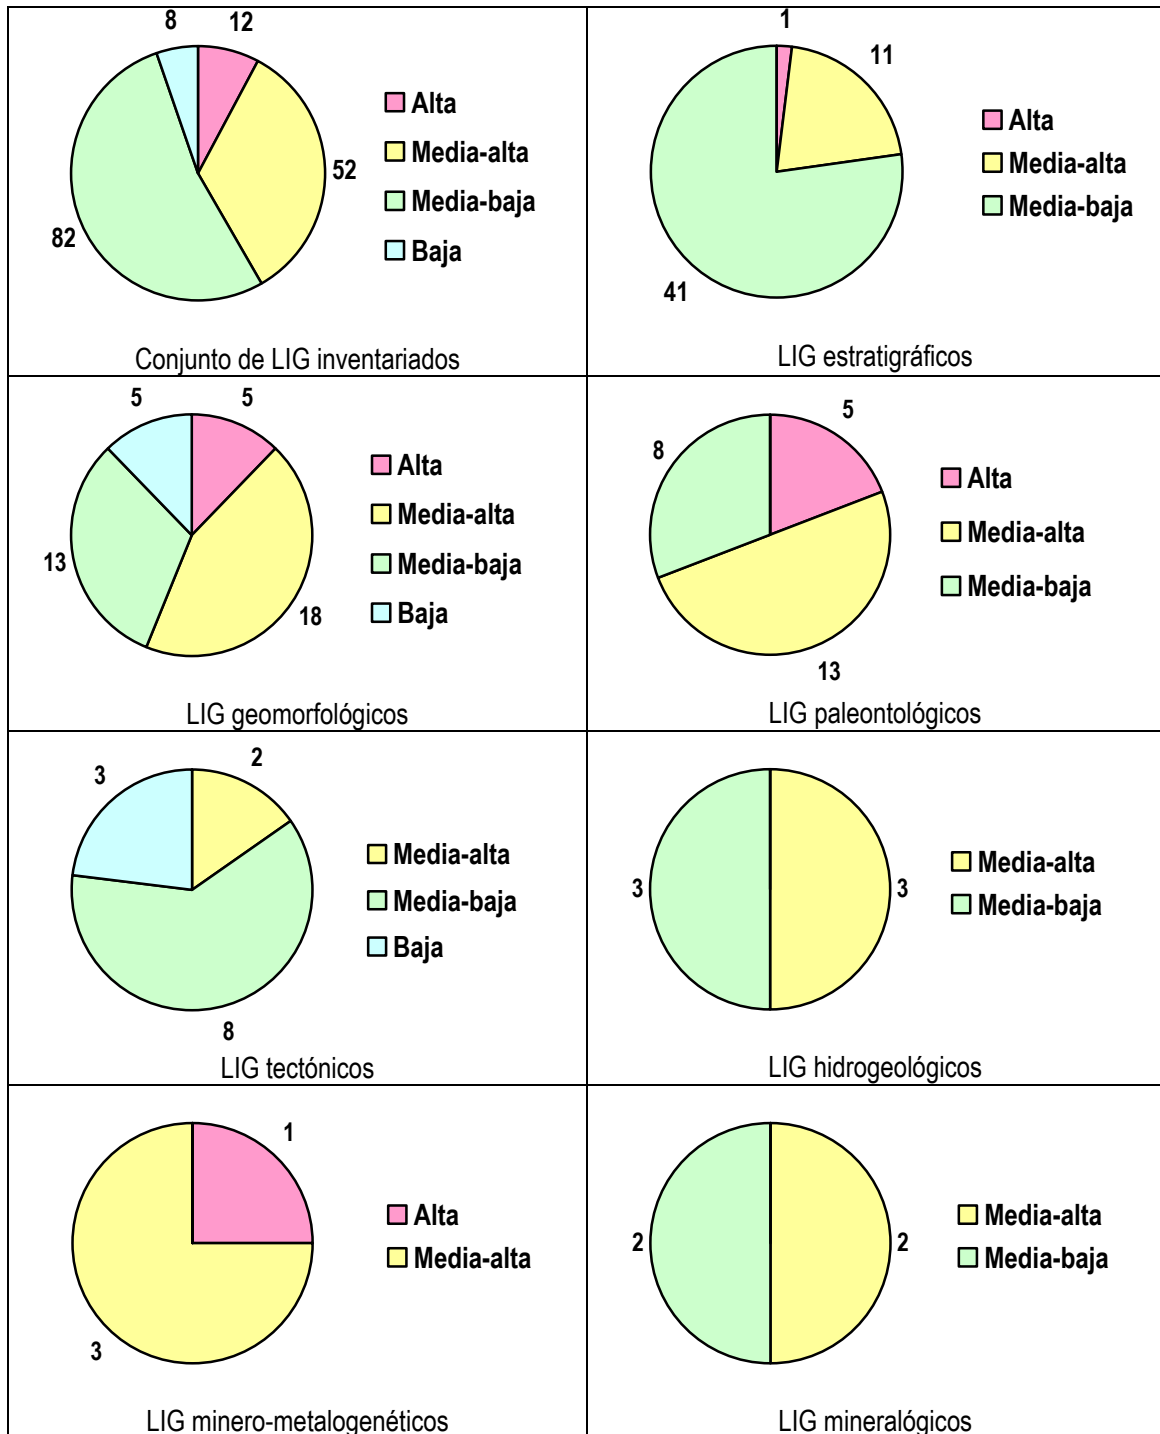 8
12
52
82
Alta
Media-alta
Media-baja
Baja
Conjunto de LIG inventariados
1
11
41
Alta
Media-alta
Media-baja
LIG estratigráficos
5
5
13
18
Alta
Media-alta
Media-baja
Baja
LIG geomorfológicos
5
8
13
Alta
Media-alta
Media-baja
LIG paleontológicos
3
2
8
Media-alta
Media-baja
Baja
LIG tectónicos
3
3
Media-alta
Media-baja
LIG hidrogeológicos
1
3
Alta
Media-alta
LIG minero-metalogenéticos
2
2
Media-alta
Media-baja
LIG mineralógicos